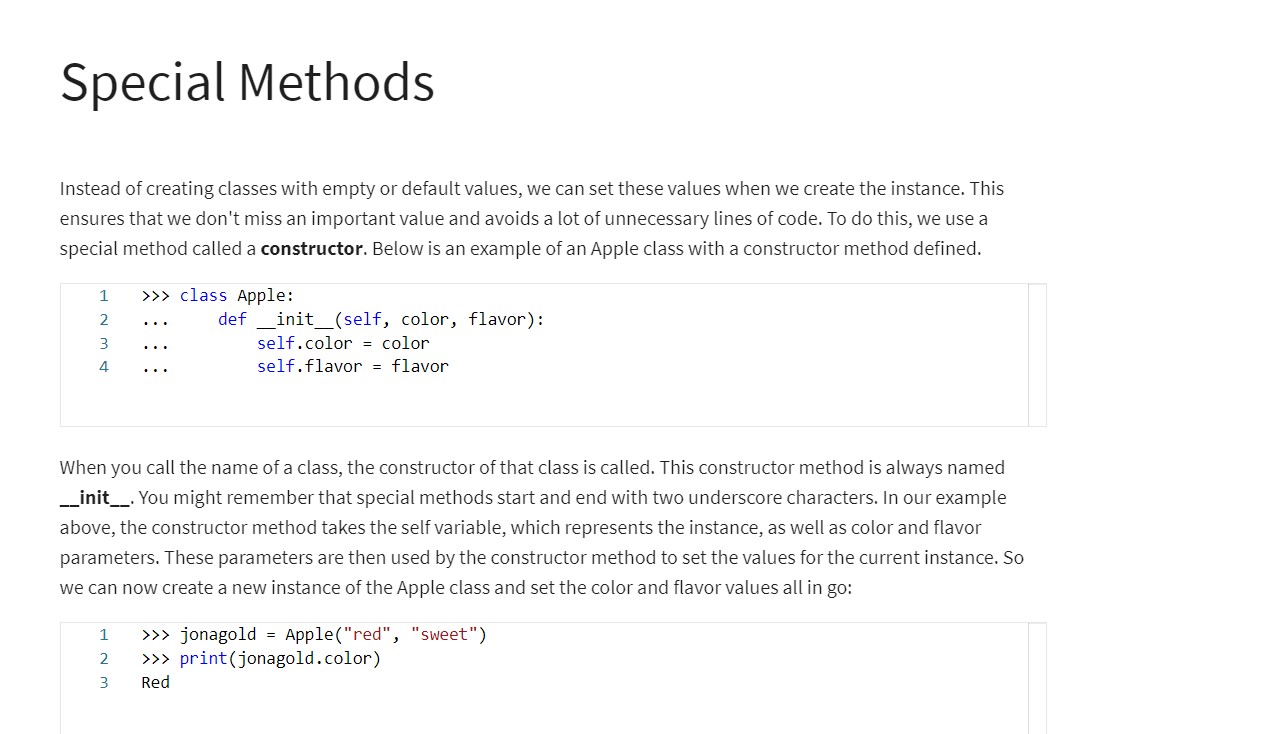 Special Methods
Instead of creating classes with empty or default values, we can set these values when we create the instance. This
ensures that we don't miss an important value and avoids a lot of unnecessary lines of code. To do this, we use a
special method called a constructor. Below is an example of an Apple class with a constructor method defined.
1 >>> class Apple:
2 ...     def __init__(self, color, flavor):
3 ...         self.color = color
4 ...         self.flavor = flavor
When you call the name of a class, the constructor of that class is called. This constructor method is always named
__init__. You might remember that special methods start and end with two underscore characters. In our example
above, the constructor method takes the self variable, which represents the instance, as well as color and flavor
parameters. These parameters are then used by the constructor method to set the values for the current instance. So
we can now create a new instance of the Apple class and set the color and flavor values all in go:
1 >>> jonagold = Apple("red", "sweet")
2 >>> print(jonagold.color)
3 Red